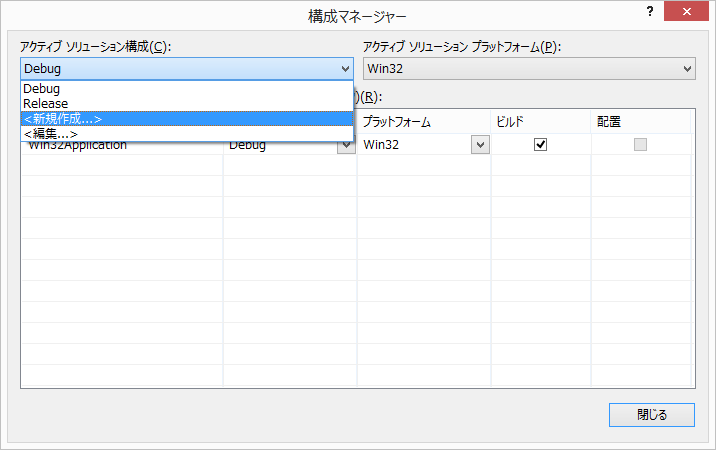 構成マネージャー
?
アクティブ ソリューション構成(C):
アクティブ ソリューション プラットフォーム(P):
Debug
Win32
Debug
Release
<新規作成...>
<編集...>
)(R):
プラットフォーム
ビルド
配置
Win32Application
Debug
Win32
閉じる